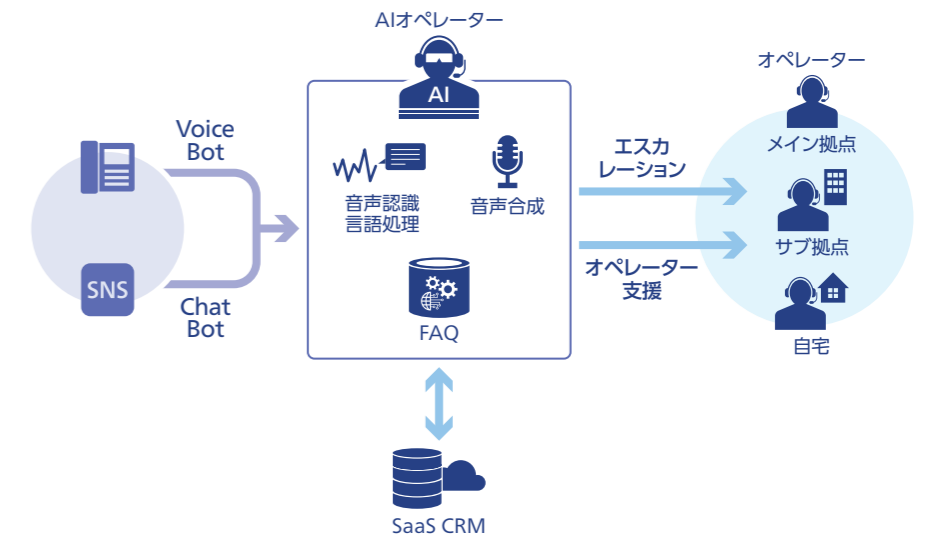 AIオペレーター
AI
Voice
Bot
SNS
Chat
Bot
音声認識
言語処理
音声合成
FAQ
SaaS CRM
エスカ
レーション
オペレーター
支援
オペレーター
メイン拠点
サブ拠点
自宅